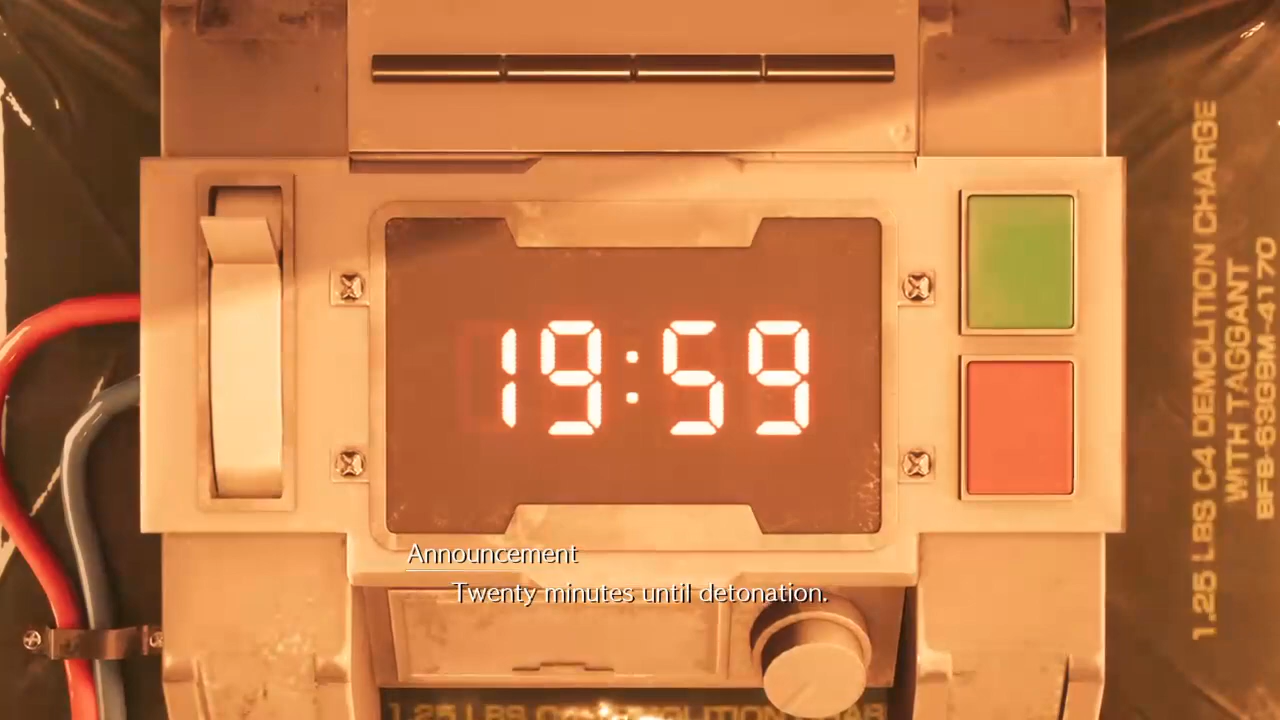 19:59
Announcement
Twenty minutes until detonation.
1.25 LBS C4 DEMOLITION CHARGE
WITH TAGGANT